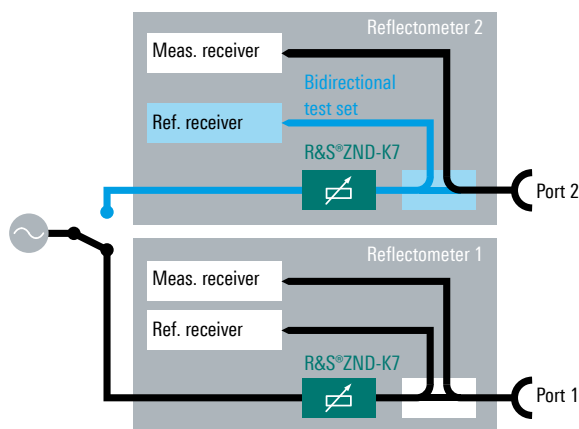 Reflectometer 2
Meas. receiver
Bidirectional
test set
Ref. receiver
R&S®ZND-K7
Port 2
Reflectometer 1
Meas. receiver
Ref. receiver
R&S®ZND-K7
Port 1